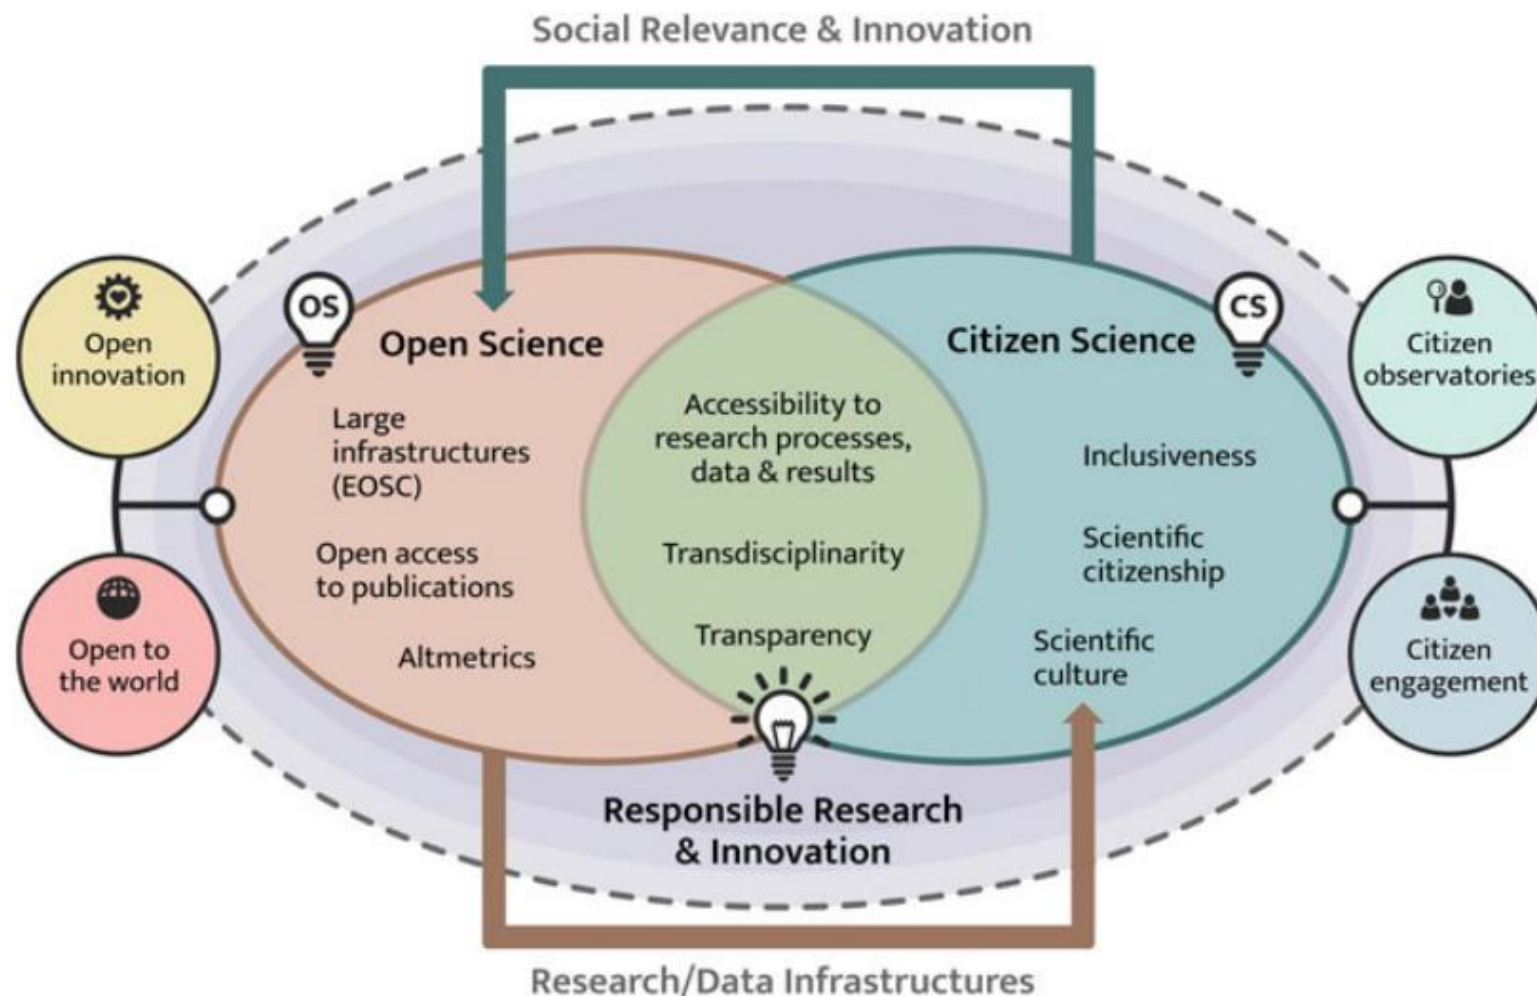 Social Relevance & Innovation
OS
Open Science
Large
infrastructures
(EOSC)
Open access
to publications
Altmetrics
Accessibility to
research processes,
data & results
Transdisciplinarity
Transparency
CS
Citizen Science
Inclusiveness
Scientific
citizenship
Scientific
culture
Open
innovation
Open to
the world
Citizen
observatories
Citizen
engagement
Responsible Research
& Innovation
Research/Data Infrastructures